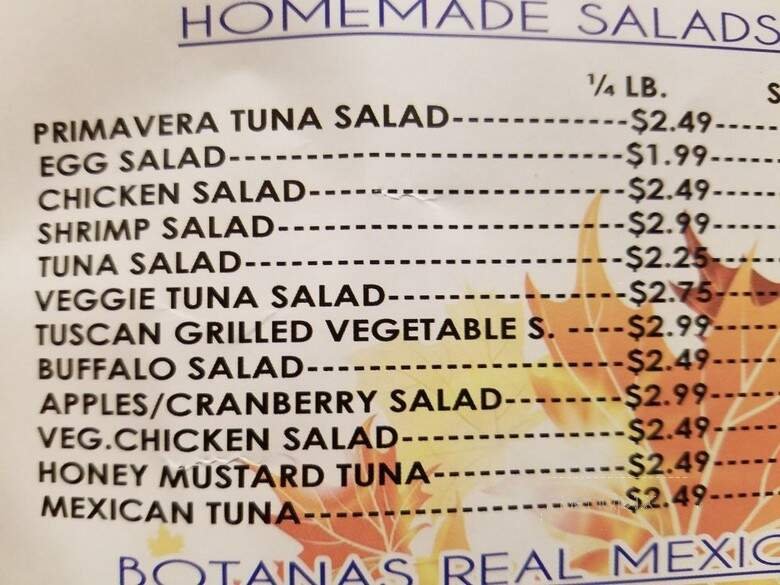 HOMEMADE SALADS
1/4 LB. S
PRIMAVERA TUNA SALAD------------$2.49-----
EGG SALAD---------------------------$1.99-----
CHICKEN SALAD----------------------$2.49-----
SHRIMP SALAD------------------------$2.99-----
TUNA SALAD--------------------------$2.25-----
VEGGIE TUNA SALAD----------------$2.75-----
TUSCAN GRILLED VEGETABLE S. ----$2.99-----
BUFFALO SALAD---------------------$2.49-----
APPLES/CRANBERRY SALAD--------$2.99-----
VEG.CHICKEN SALAD---------------$2.49-----
HONEY MUSTARD TUNA------------$2.49-----
MEXICAN TUNA---------------------$2.49-----
BOTANAS REAL MEXIC